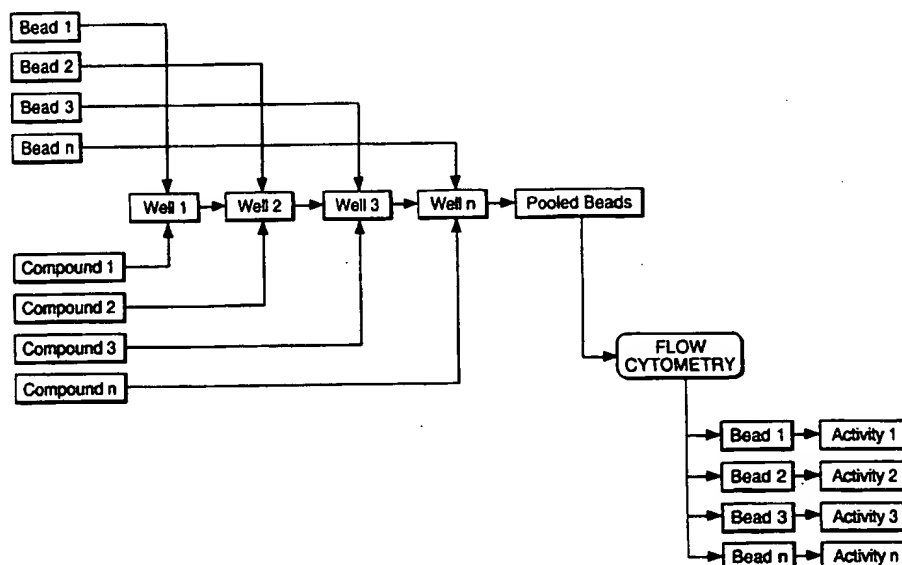 Bead 1
Bead 2
Bead 3
Bead n
Well 1
Well 2
Well 3
Well n
Pooled Beads
Compound 1
Compound 2
Compound 3
Compound n
FLOW
CYTOMETRY
Bead 1
Activity 1
Bead 2
Activity 2
Bead 3
Activity 3
Bead n
Activity n